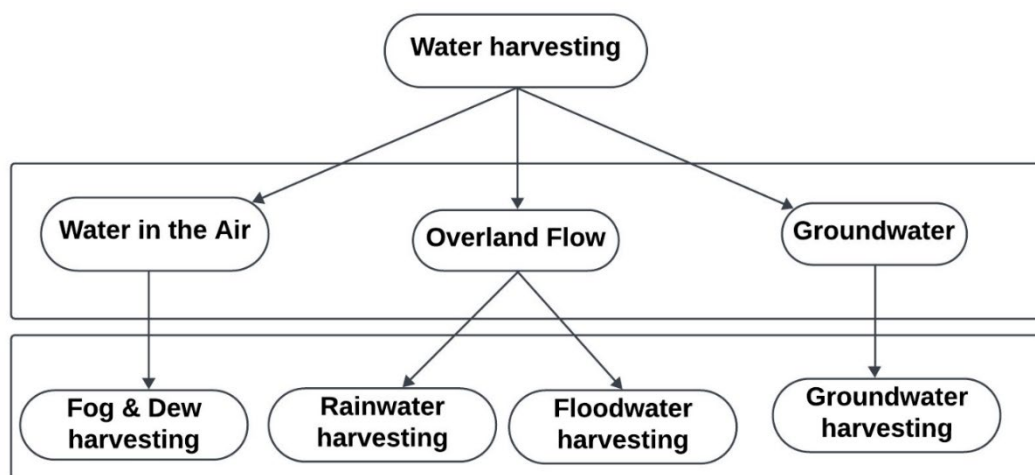 Water harvesting
Water in the Air
Overland Flow
Groundwater
Fog & Dew
harvesting
Rainwater
harvesting
Floodwater
harvesting
Groundwater
harvesting